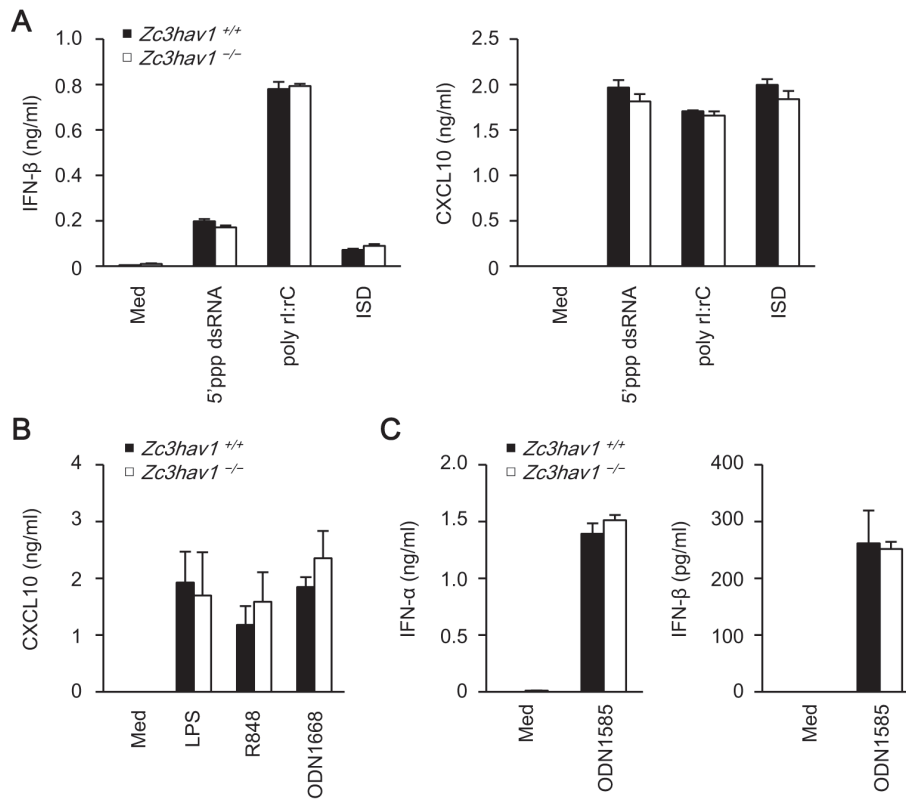 A
Zc3hav1 +/+
Zc3hav1 −/−
IFN-β (ng/ml)
1.0
0.8
0.6
0.4
0.2
0
Med
5’ppp dsRNA
poly rI:rC
ISD
CXCL10 (ng/ml)
2.5
2.0
1.5
1.0
0.5
0
Med
5’ppp dsRNA
poly rI:rC
ISD
B
Zc3hav1 +/+
Zc3hav1 −/−
CXCL10 (ng/ml)
4
3
2
1
0
Med
LPS
R848
ODN1668
C
Zc3hav1 +/+
Zc3hav1 −/−
IFN-α (ng/ml)
2.0
1.5
1.0
0.5
0
Med
ODN1585
IFN-β (pg/ml)
400
300
200
100
0
Med
ODN1585